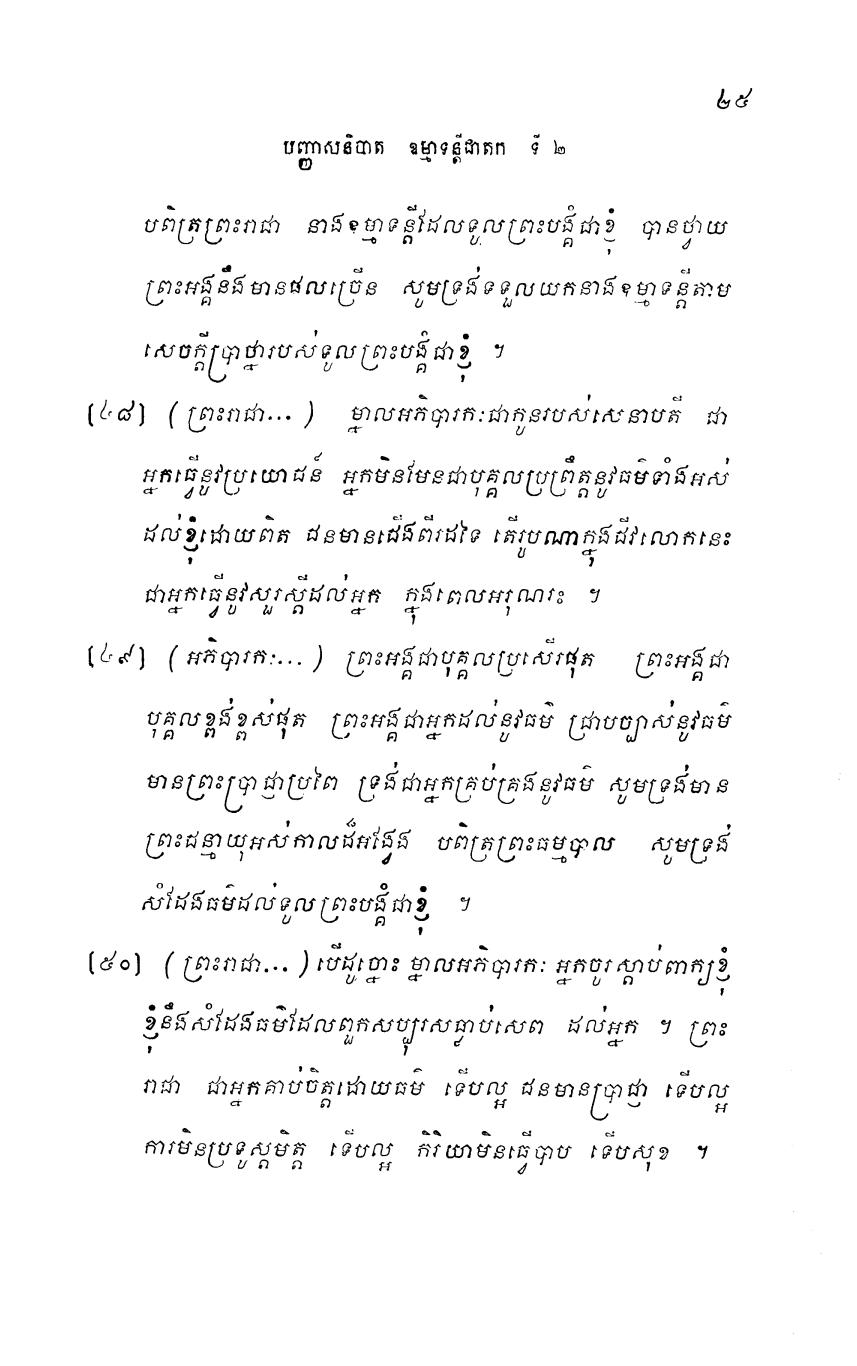 ២៥
បញ្ញាសនិបាត ឧម្មាទន្តីជាតក ទី ២
បពិត្រព្រះរាជា នាងឧម្មាទន្តីដែលទូលព្រះបង្គំជាខ្ញុំ បានថ្វាយ
ព្រះអង្គនឹងមានផលច្រើន សូមទ្រង់ទទួលយកនាងឧម្មាទន្តីតាម
សេចក្តីប្រាថ្នារបស់ទូលព្រះបង្គំជាខ្ញុំ ។
[៤៨] (ព្រះរាជា...) ម្នាលអភិបារកៈជាកូនរបស់សេនាបតី ជា
អ្នកធ្វើនូវប្រយោជន៍ អ្នកមិនមែនជាបុគ្គលប្រព្រឹត្តនូវធម៌ទាំងអស់
ដល់ខ្ញុំដោយពិត ជនមានជើងពីរដទៃ តើរូបណាក្នុងជីវលោកនេះ
ជាអ្នកធ្វើនូវសួរស្តីដល់អ្នក ក្នុងពេលអរុណរះ ។
[៤៩] (អភិបារកៈ...) ព្រះអង្គជាបុគ្គលប្រសើរផុត ព្រះអង្គជា
បុគ្គលខ្ពង់ខ្ពស់ផុត ព្រះអង្គជាអ្នកដល់នូវធម៌ ជ្រាបច្បាស់នូវធម៌
មានព្រះប្រាជ្ញាប្រពៃ ទ្រង់ជាអ្នកគ្រប់គ្រងនូវធម៌ សូមទ្រង់មាន
ព្រះជន្មាយុអស់កាលដ៏អង្វែង បពិត្រព្រះធម្មបាល សូមទ្រង់
សំដែងធម៌ដល់ទូលព្រះបង្គំជាខ្ញុំ ។
[៥០] (ព្រះរាជា...) បើដូច្នោះ ម្នាលអភិបារកៈ អ្នកចូរស្តាប់ពាក្យខ្ញុំ
ខ្ញុំនឹងសំដែងធម៌ដែលពួកសប្បុរសធ្លាប់សេព ដល់អ្នក ។ ព្រះ
រាជា ជាអ្នកគាប់ចិត្តដោយធម៌ ទើបល្អ ជនមានប្រាជ្ញា ទើបល្អ
ការមិនប្រទូស្តមិត្ត ទើបល្អ កិរិយាមិនធ្វើបាប ទើបសុខ ។